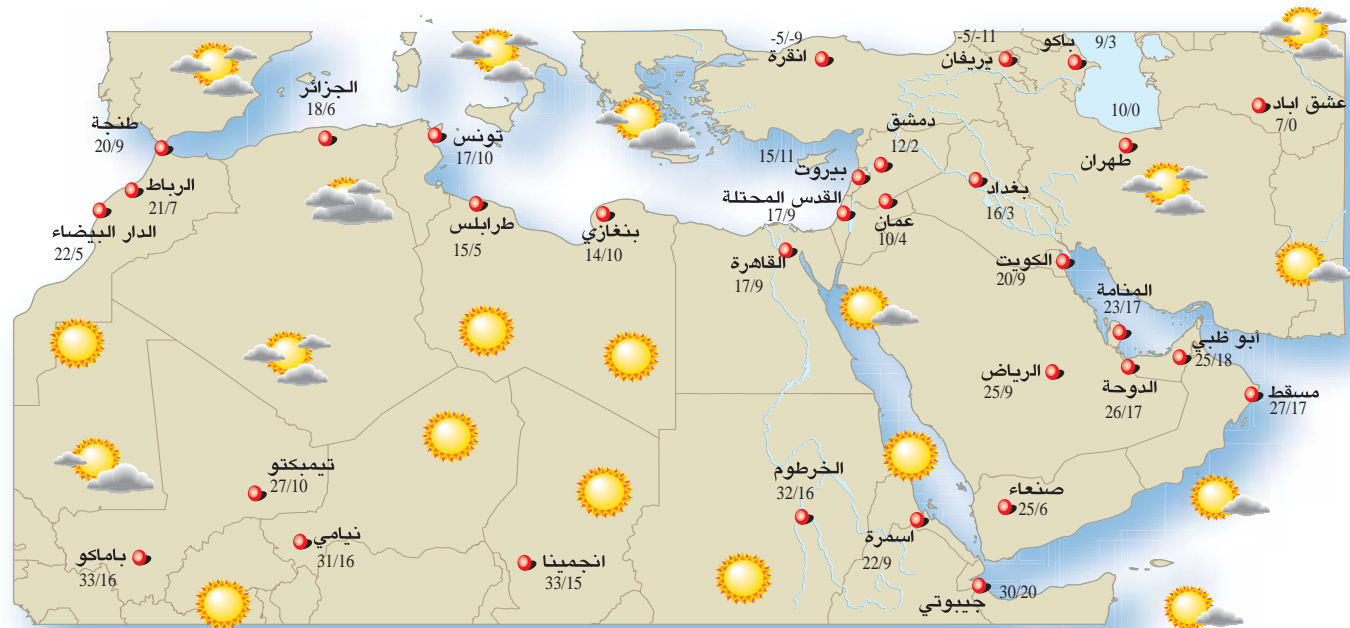 -5/-9
انقرة
-5/-11
يريفان
باكو
9/3
عشق اباد
7/0
10/0
طهران
الجزائر
18/6
طنجة
20/9
تونس
17/10
دمشق
12/2
15/11
بيروت
بغداد
16/3
الرباط
21/7
القدس المحتلة
17/9
عمان
10/4
الدار البيضاء
22/5
طرابلس
15/5
بنغازي
14/10
القاهرة
17/9
الكويت
20/9
المنامة
23/17
أبو ظبي
25/18
الرياض
25/9
الدوحة
26/17
مسقط
27/17
تيمبكتو
27/10
الخرطوم
32/16
صنعاء
25/6
اسمرة
22/9
نيامي
31/16
باماكو
33/16
انجمينا
33/15
جيبوتي
30/20